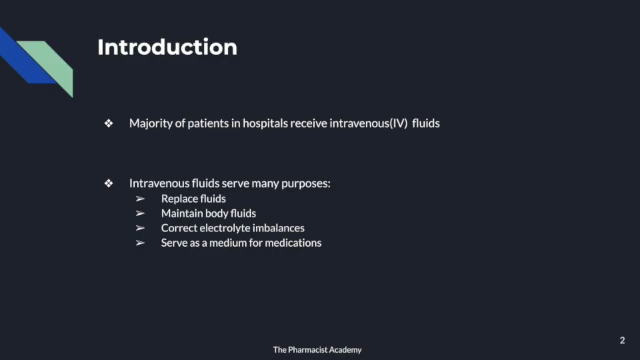 Introduction
❖ Majority of patients in hospitals receive intravenous(IV) fluids
❖ Intravenous fluids serve many purposes:
➢ Replace fluids
➢ Maintain body fluids
➢ Correct electrolyte imbalances
➢ Serve as a medium for medications
2
The Pharmacist Academy